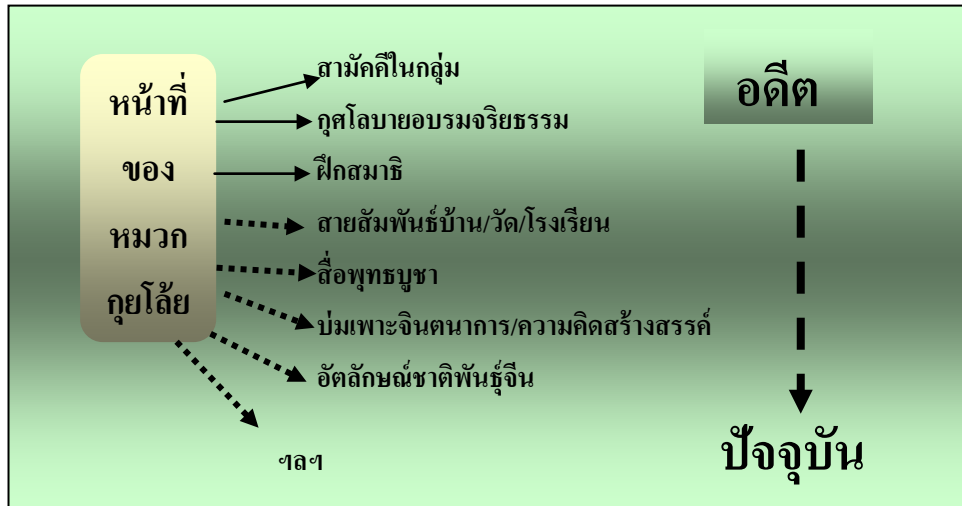 หน้าที่
ของ
หมวก
กุยโล้ย
สามัคคีในกลุ่ม
กุศโลบายอบรมจริยธรรม
ฝึกสมาธิ
สายสัมพันธ์บ้าน/วัด/โรงเรียน
สื่อพุทธบูชา
บ่มเพาะจินตนาการ/ความคิดสร้างสรรค์
อัตลักษณ์ชาติพันธุ์จีน
ฯลฯ
อดีต
ปัจจุบัน